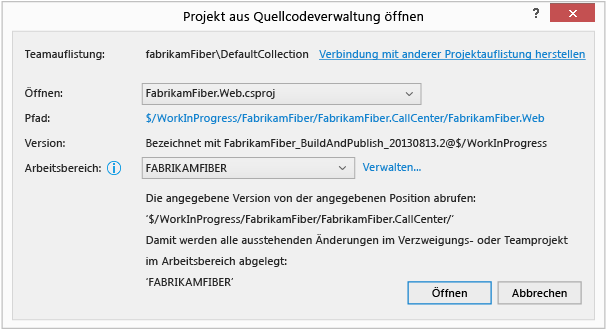 Projekt aus Quellcodeverwaltung öffnen
? ×
Teamauflistung: fabrikamFiber\DefaultCollection Verbindung mit anderer Projektauflistung herstellen
Öffnen: FabrikamFiber.Web.csproj
Pfad: $/WorkInProgress/FabrikamFiber/FabrikamFiber.CallCenter/FabrikamFiber.Web
Version: Bezeichnet mit FabrikamFiber_BuildAndPublish_20130813.2@$/WorkInProgress
Arbeitsbereich: FABRIKAMFIBER Verwalten...
Die angegebene Version von der angegebenen Position abrufen:
'$/WorkInProgress/FabrikamFiber/FabrikamFiber.CallCenter/'
Damit werden alle ausstehenden Änderungen im Verzweigungs- oder Teamprojekt
im Arbeitsbereich abgelegt:
'FABRIKAMFIBER'
Öffnen Abbrechen